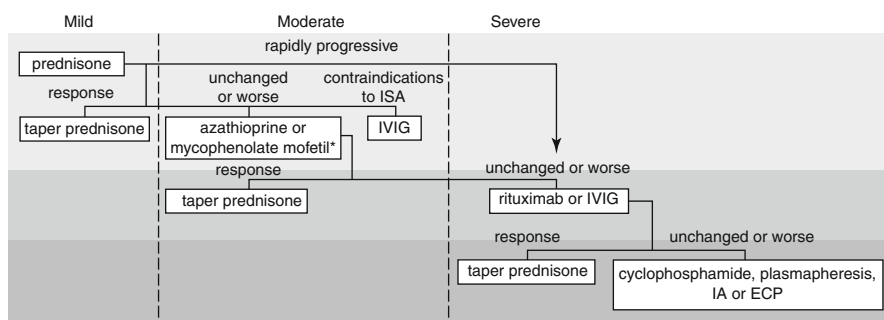 Mild Moderate Severe
rapidly progressive
prednisone
response
unchanged
or worse
contraindications
to ISA
taper prednisone
azathioprine or
mycophenolate mofetil*
IVIG
response
unchanged or worse
taper prednisone
rituximab or IVIG
response
unchanged or worse
taper prednisone
cyclophosphamide, plasmapheresis,
IA or ECP